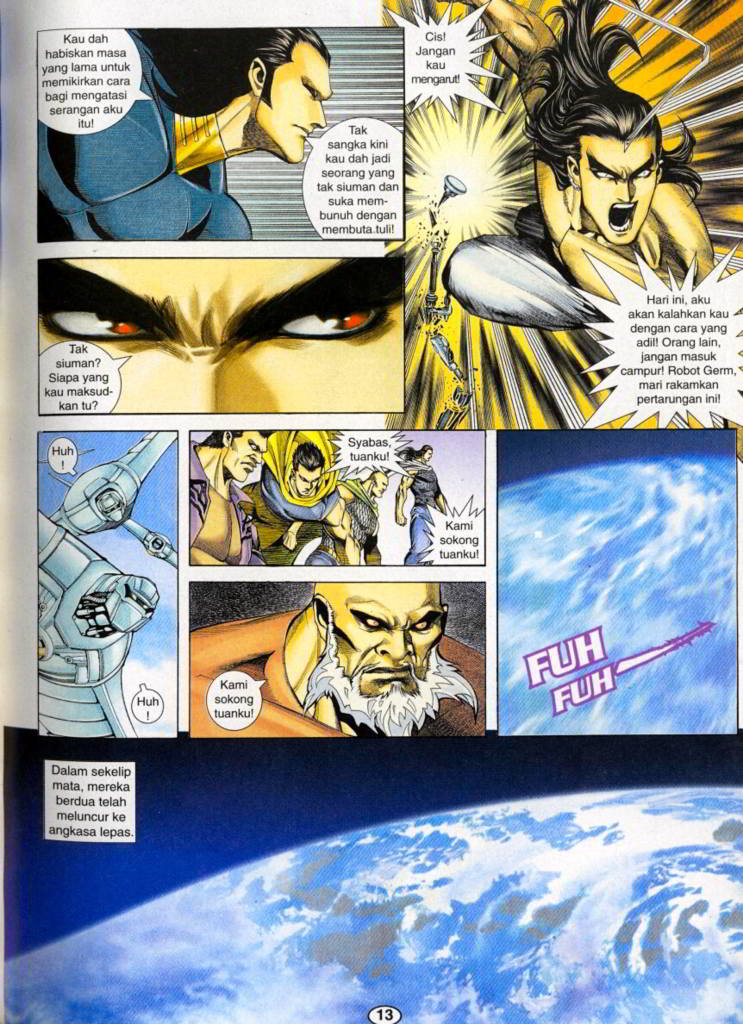 Kau dah
habiskan masa
yang lama untuk
memikirkan cara
bagi mengatasi
serangan aku
itu!
Tak
sangka kini
kau dah jadi
seorang yang
tak siuman dan
suka mem-
bunuh dengan
membuta tuli!
Cis!
Jangan
kau
mengarut!
Hari ini, aku
akan kalahkan kau
dengan cara yang
adil! Orang lain,
jangan masuk
campur! Robot Germ,
mari rakamkan
pertarungan ini!
Tak
siuman?
Siapa yang
kau maksud-
kan tu?
Huh
!
Huh
!
Syabas,
tuanku!
Kami
sokong
tuanku!
Kami
sokong
tuanku!
FUH
FUH
Dalam sekelip
mata, mereka
berdua telah
meluncur ke
angkasa lepas.
13